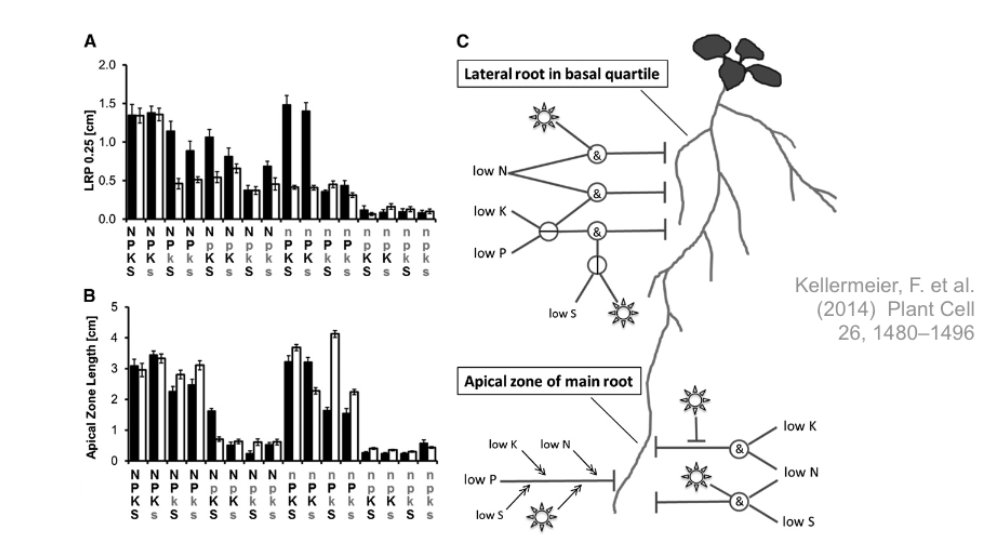 A
2.0
1.5
1.0
0.5
0.0
LRP 0.25 [cm]
N N N N N N N N n n n n n n n n
P P P P p p p p P P P P p p p p
K K k k K K k k K K k k K K k k
S s S s S s S s S s S s S s S s
B
5
4
3
2
1
0
Apical Zone Length [cm]
N N N N N N N N n n n n n n n n
P P P P p p p p P P P P p p p p
K K k k K K k k K K k k K K k k
S s S s S s S s S s S s S s S s
C
Lateral root in basal quartile
&
low N
&
low K
&
low P
low S
Kellermeier, F. et al.
(2014) Plant Cell
26, 1480–1496
Apical zone of main root
low K
low N
low P
low S
low K
&
low N
&
low S